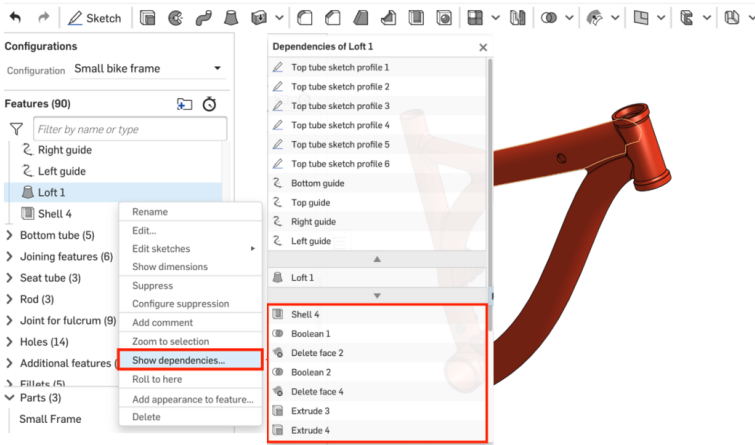 Sketch
Configurations
Configuration Small bike frame
Features (90)
Filter by name or type
Right guide
Left guide
Loft 1
Shell 4
Bottom tube (5)
Joining features (6)
Seat tube (3)
Rod (3)
Joint for fulcrum (9)
Holes (14)
Additional features (
Fillets (5)
Parts (3)
Small Frame
Rename
Edit...
Edit sketches
Show dimensions
Suppress
Configure suppression
Add comment
Zoom to selection
Show dependencies...
Roll to here
Add appearance to feature...
Delete
Dependencies of Loft 1
Top tube sketch profile 1
Top tube sketch profile 2
Top tube sketch profile 3
Top tube sketch profile 4
Top tube sketch profile 5
Top tube sketch profile 6
Bottom guide
Top guide
Right guide
Left guide
Loft 1
Shell 4
Boolean 1
Delete face 2
Boolean 2
Delete face 4
Extrude 3
Extrude 4